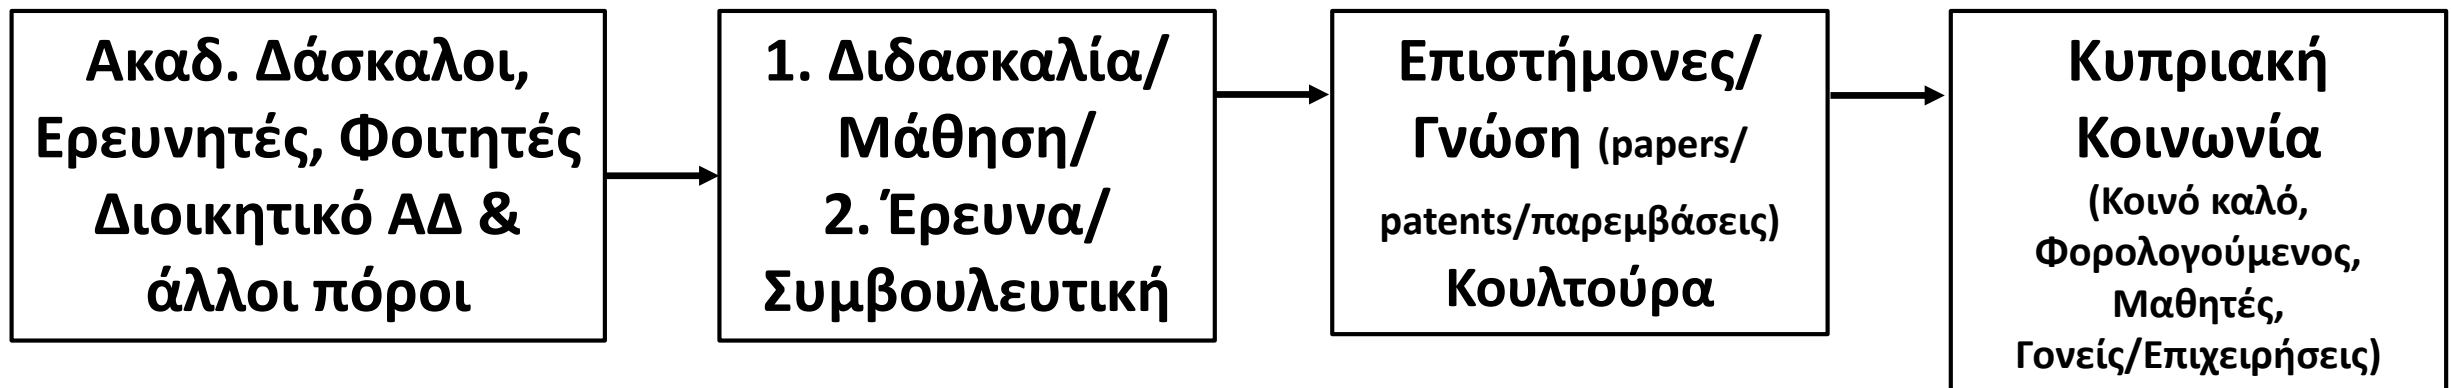 Ακαδ. Δάσκαλοι,
Ερευνητές, Φοιτητές
Διοικητικό ΑΔ &
άλλοι πόροι
1. Διδασκαλία/
Μάθηση/
2. Έρευνα/
Συμβουλευτική
Επιστήμονες/
Γνώση (papers/
patents/παρεμβάσεις)
Κουλτούρα
Κυπριακή
Κοινωνία
(Κοινό καλό,
Φορολογούμενος,
Μαθητές,
Γονείς/Επιχειρήσεις)